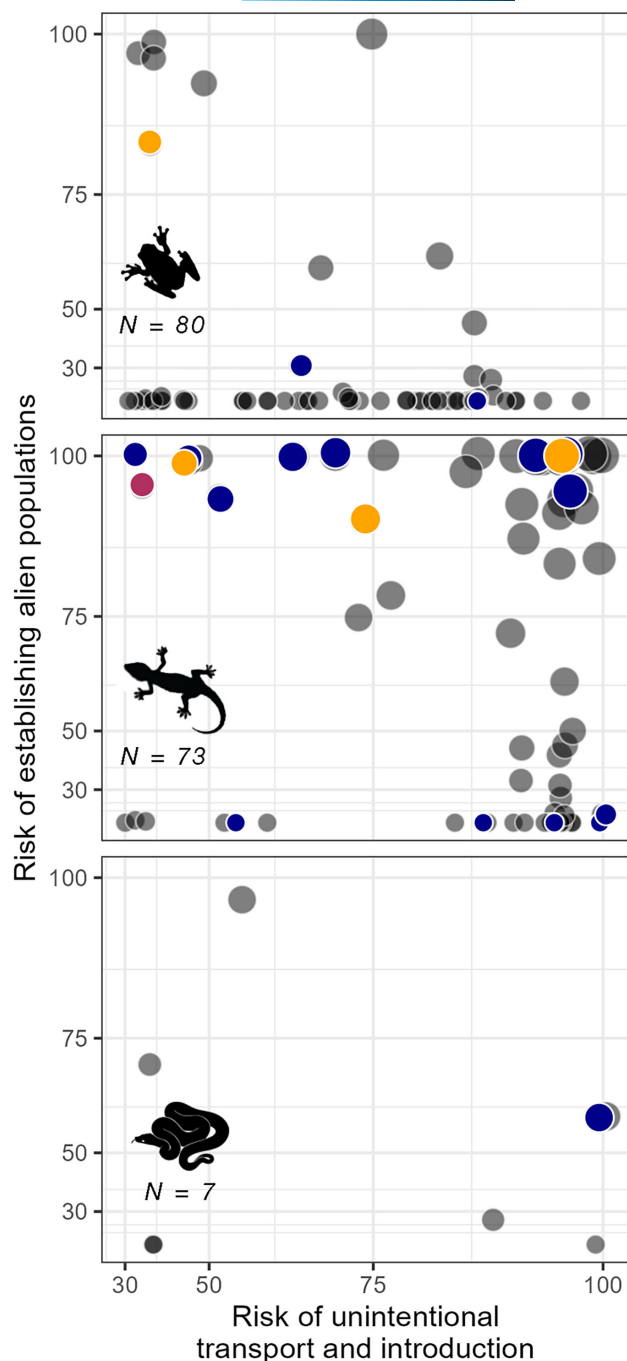 100
75
50
30
N = 80
100
75
50
30
N = 73
100
75
50
30
N = 7
30
50
75
100
Risk of establishing alien populations
Risk of unintentional
transport and introduction